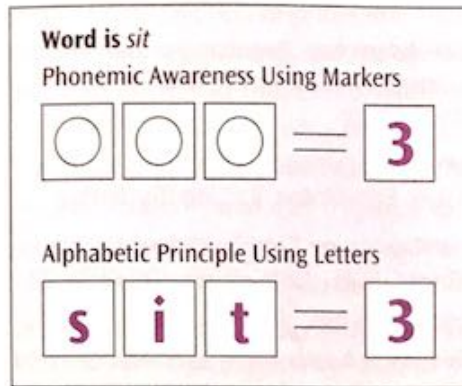 Word is sit
Phonemic Awareness Using Markers
= 3
Alphabetic Principle Using Letters
s i t = 3